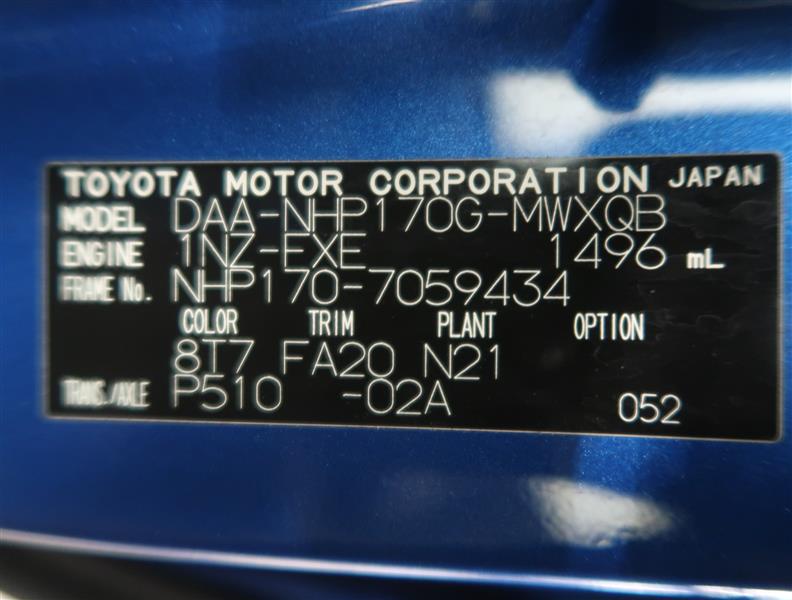 TOYOTA MOTOR CORPORATION JAPAN
MODEL DAA-NHP170G-MWXQB
ENGINE 1NZ-FXE 1496 mL
FRAME No. NHP170-7059434
COLOR TRIM PLANT OPTION
8T7 FA20 N21
TRANS./AXLE P510 -02A 052